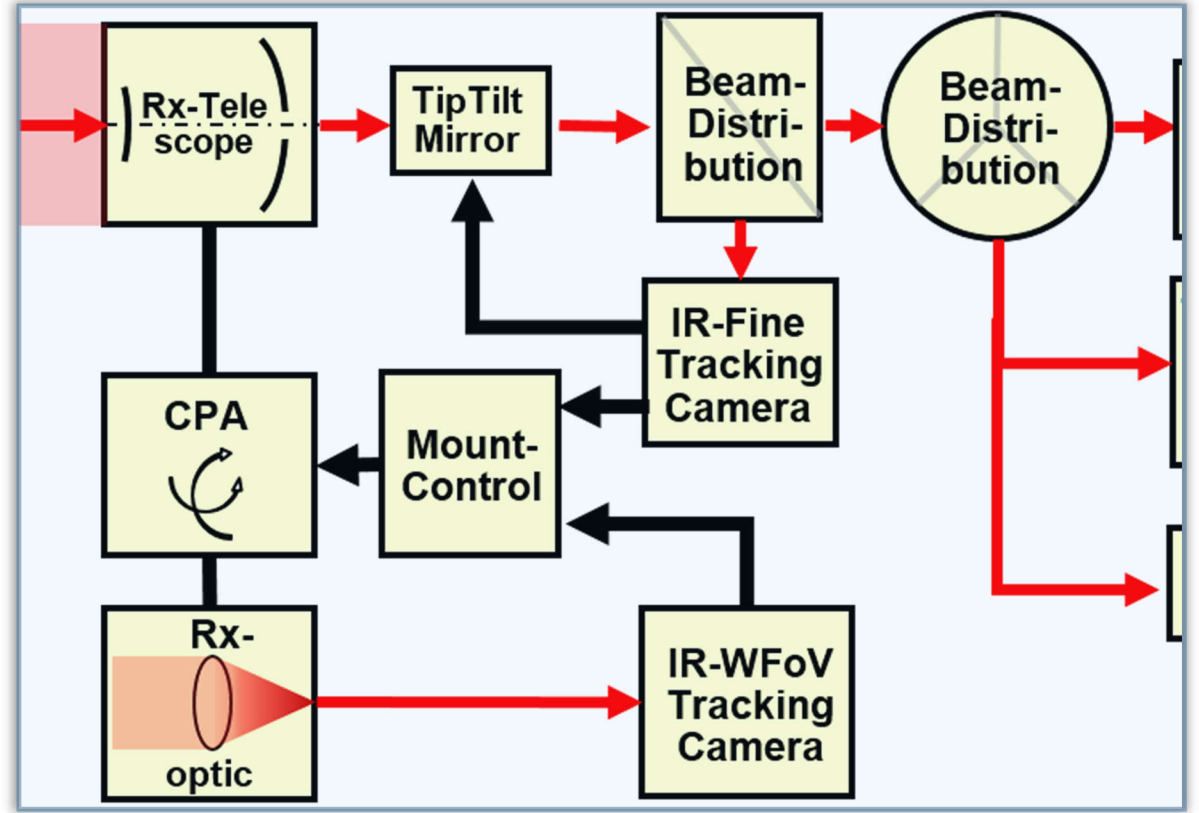 Rx-Tele
scope
TipTilt
Mirror
Beam-
Distri-
bution
Beam-
Distri-
bution
IR-Fine
Tracking
Camera
CPA
Mount-
Control
Rx-
optic
IR-WFoV
Tracking
Camera